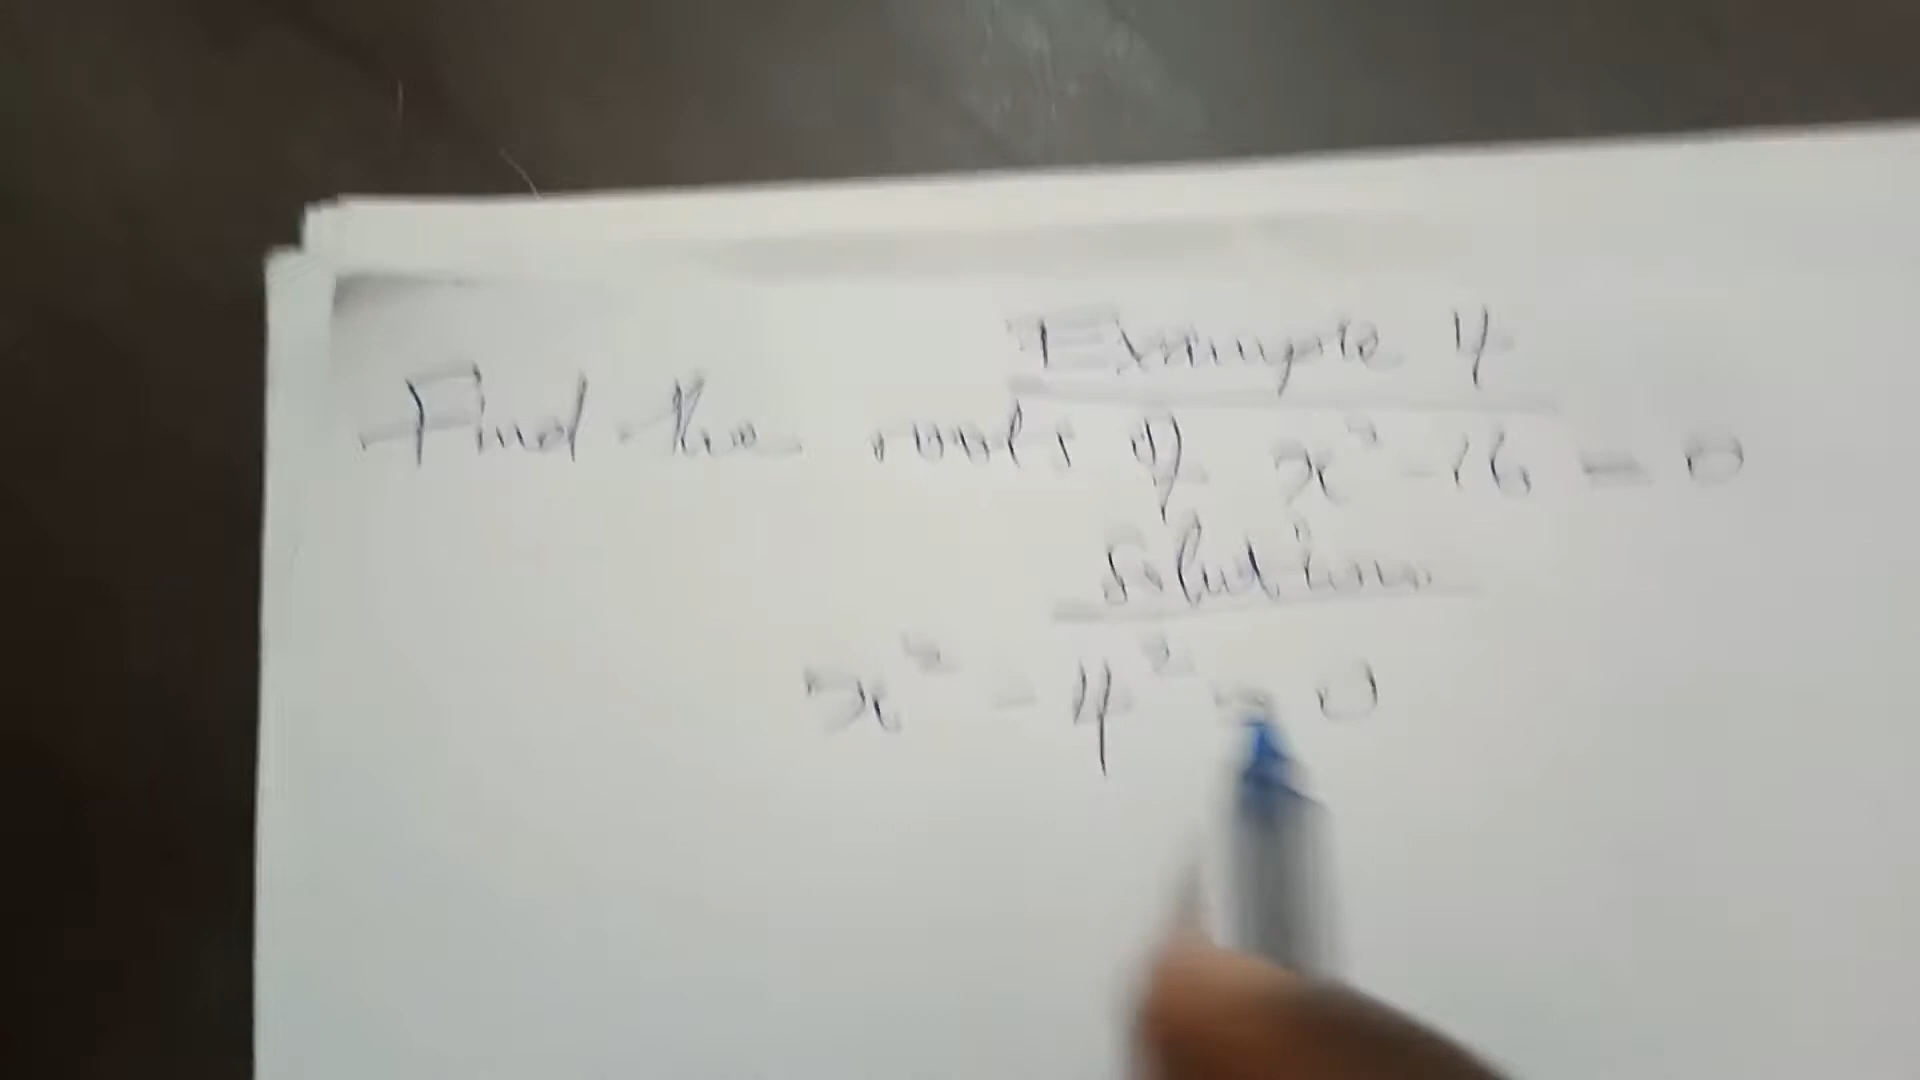 Example 4
Find the roots of x² - 16 = 0
Solution
x² - 4² = 0